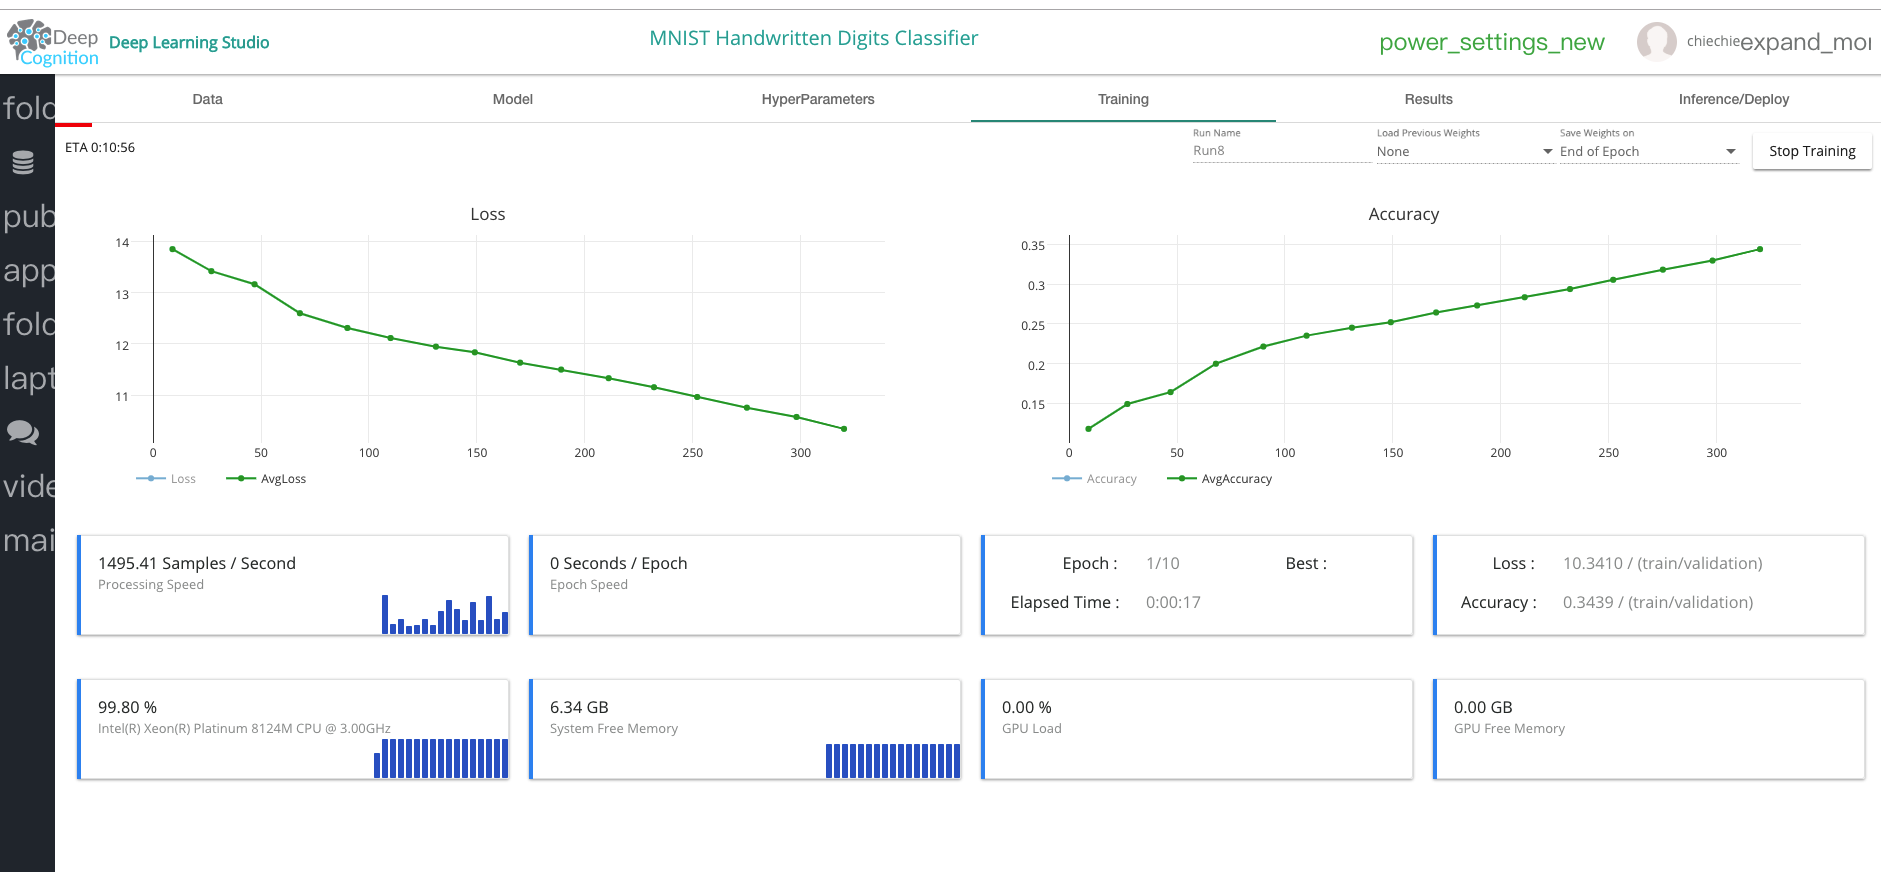 Deep
Cognition
Deep Learning Studio
MNIST Handwritten Digits Classifier
power_settings_new
chiechie
expand_mor
fold
pub
app
fold
lapt
vide
mai
Data
Model
HyperParameters
Training
Results
Inference/Deploy
ETA 0:10:56
Run Name
Run8
Load Previous Weights
None
Save Weights on
End of Epoch
Stop Training
Loss
14
13
12
11
0 50 100 150 200 250 300
Loss AvgLoss
Accuracy
0.35
0.3
0.25
0.2
0.15
0 50 100 150 200 250 300
Accuracy AvgAccuracy
1495.41 Samples / Second
Processing Speed
0 Seconds / Epoch
Epoch Speed
Epoch : 1/10 Best :
Elapsed Time : 0:00:17
Loss : 10.3410 / (train/validation)
Accuracy : 0.3439 / (train/validation)
99.80 %
Intel(R) Xeon(R) Platinum 8124M CPU @ 3.00GHz
6.34 GB
System Free Memory
0.00 %
GPU Load
0.00 GB
GPU Free Memory